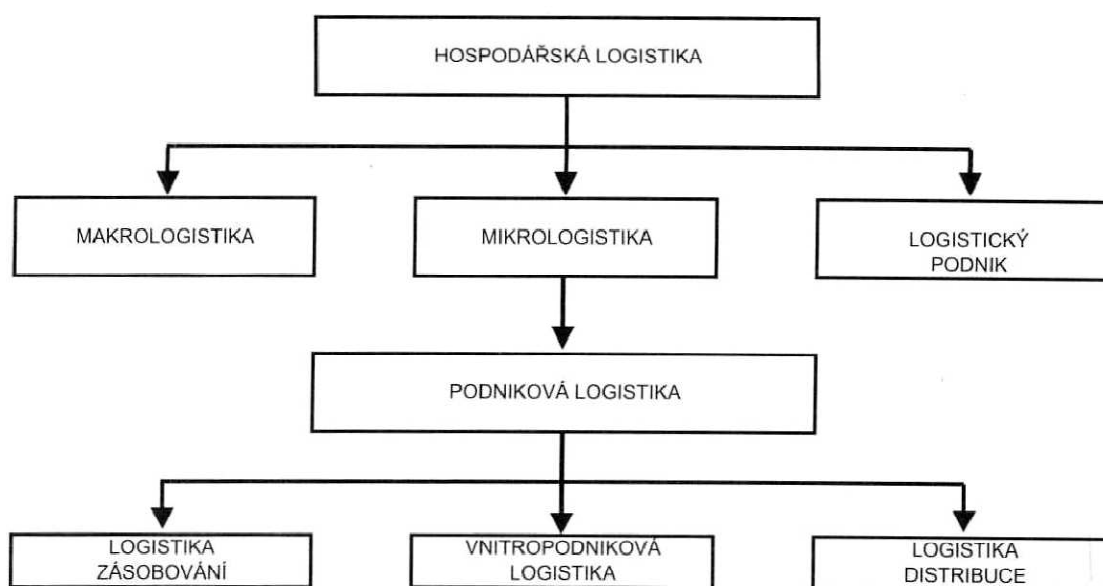 HOSPODÁŘSKÁ LOGISTIKA
MAKROLOGISTIKA
MIKROLOGISTIKA
LOGISTICKÝ
PODNIK
PODNIKOVÁ LOGISTIKA
LOGISTIKA
ZÁSOBOVÁNÍ
VNITROPODNIKOVÁ
LOGISTIKA
LOGISTIKA
DISTRIBUCE